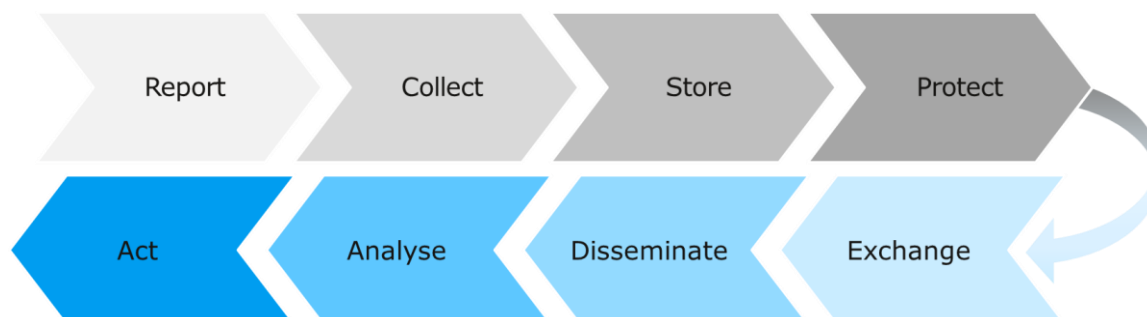 Report
Collect
Store
Protect
Exchange
Disseminate
Analyse
Act